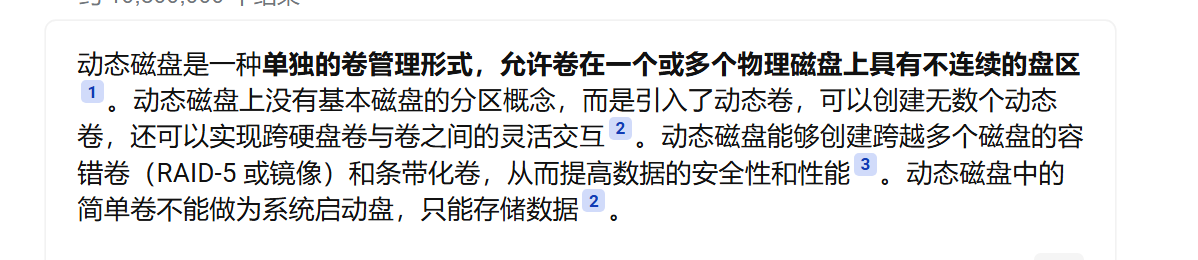 动态磁盘是一种单独的卷管理形式，允许卷在一个或多个物理磁盘上具有不连续的盘区
1 。动态磁盘上没有基本磁盘的分区概念，而是引入了动态卷，可以创建无数个动态
卷，还可以实现跨硬盘卷与卷之间的灵活交互 2 。动态磁盘能够创建跨越多个磁盘的容
错卷（RAID-5 或镜像）和条带化卷，从而提高数据的安全性和性能 3 。动态磁盘中的
简单卷不能做为系统启动盘，只能存储数据 2 。